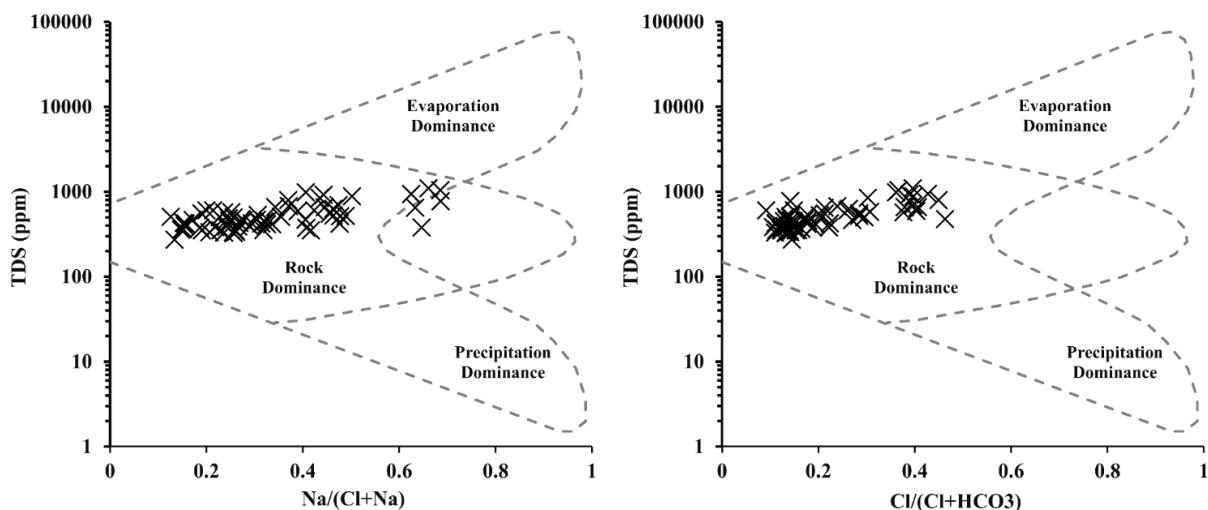 100000
10000
1000
100
10
1
TDS (ppm)
Evaporation
Dominance
Rock
Dominance
Precipitation
Dominance
0 0.2 0.4 0.6 0.8 1
Na/(Cl+Na)
100000
10000
1000
100
10
1
TDS (ppm)
Evaporation
Dominance
Rock
Dominance
Precipitation
Dominance
0 0.2 0.4 0.6 0.8 1
Cl/(Cl+HCO3)